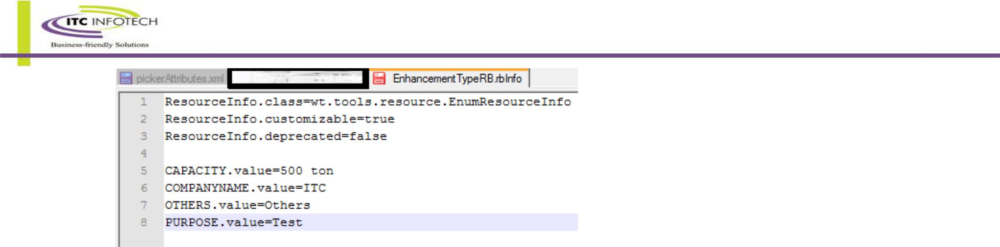 ITC INFOTECH
Business-friendly Solutions
pickerAttributes.xml EnhancementTypeRB.rbInfo
1 ResourceInfo.class=wt.tools.resource.EnumResourceInfo
2 ResourceInfo.customizable=true
3 ResourceInfo.deprecated=false
4
5 CAPACITY.value=500 ton
6 COMPANYNAME.value=ITC
7 OTHERS.value=Others
8 PURPOSE.value=Test